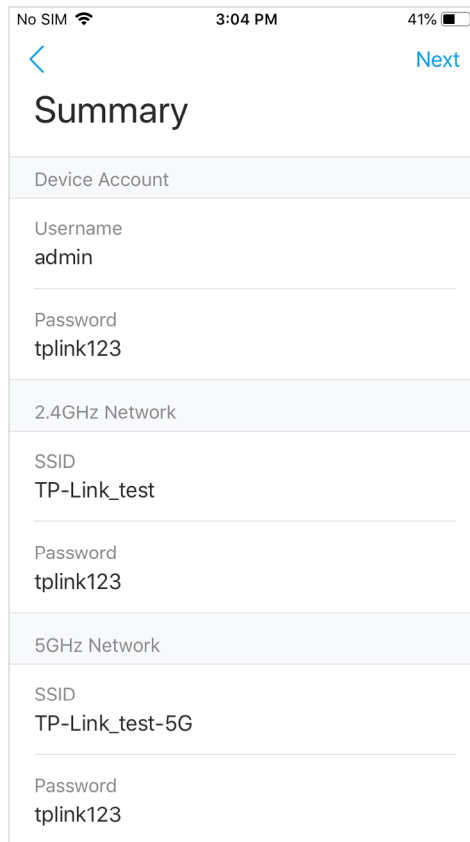 No SIM 3:04 PM 41%
Next
Summary
Device Account
Username
admin
Password
tplink123
2.4GHz Network
SSID
TP-Link_test
Password
tplink123
5GHz Network
SSID
TP-Link_test-5G
Password
tplink123